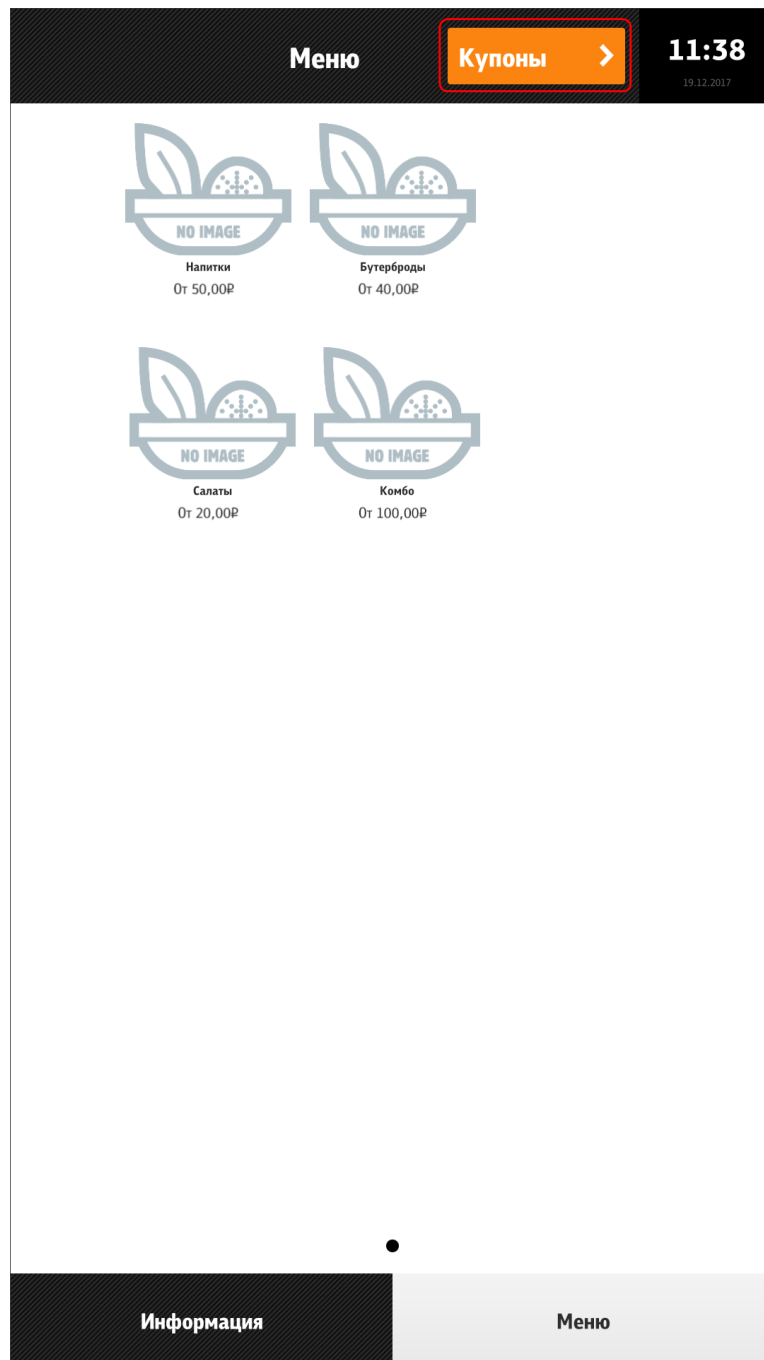 Меню
Купоны
11:38
19.12.2017
NO IMAGE NO IMAGE
Напитки Бутерброды
От 50,00₽ От 40,00₽
NO IMAGE NO IMAGE
Салаты Комбо
От 20,00₽ От 100,00₽
Информация Меню